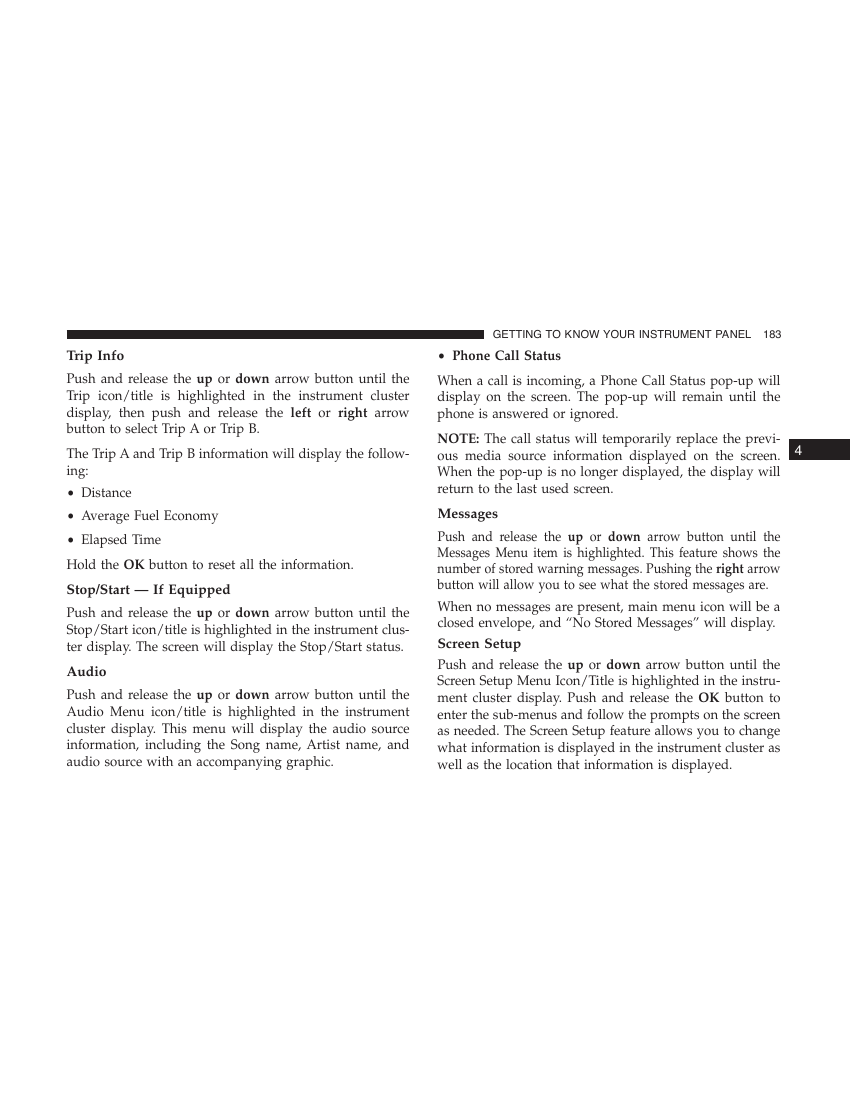 GETTING TO KNOW YOUR INSTRUMENT PANEL 183
Trip Info
Push and release the up or down arrow button until the
Trip icon/title is highlighted in the instrument cluster
display, then push and release the left or right arrow
button to select Trip A or Trip B.
The Trip A and Trip B information will display the follow-
ing:
• Distance
• Average Fuel Economy
• Elapsed Time
Hold the OK button to reset all the information.
Stop/Start — If Equipped
Push and release the up or down arrow button until the
Stop/Start icon/title is highlighted in the instrument clus-
ter display. The screen will display the Stop/Start status.
Audio
Push and release the up or down arrow button until the
Audio Menu icon/title is highlighted in the instrument
cluster display. This menu will display the audio source
information, including the Song name, Artist name, and
audio source with an accompanying graphic.
• Phone Call Status
When a call is incoming, a Phone Call Status pop-up will
display on the screen. The pop-up will remain until the
phone is answered or ignored.
NOTE: The call status will temporarily replace the previ-
ous media source information displayed on the screen.
When the pop-up is no longer displayed, the display will
return to the last used screen.
Messages
Push and release the up or down arrow button until the
Messages Menu item is highlighted. This feature shows the
number of stored warning messages. Pushing the right arrow
button will allow you to see what the stored messages are.
When no messages are present, main menu icon will be a
closed envelope, and “No Stored Messages” will display.
Screen Setup
Push and release the up or down arrow button until the
Screen Setup Menu Icon/Title is highlighted in the instru-
ment cluster display. Push and release the OK button to
enter the sub-menus and follow the prompts on the screen
as needed. The Screen Setup feature allows you to change
what information is displayed in the instrument cluster as
well as the location that information is displayed.
4